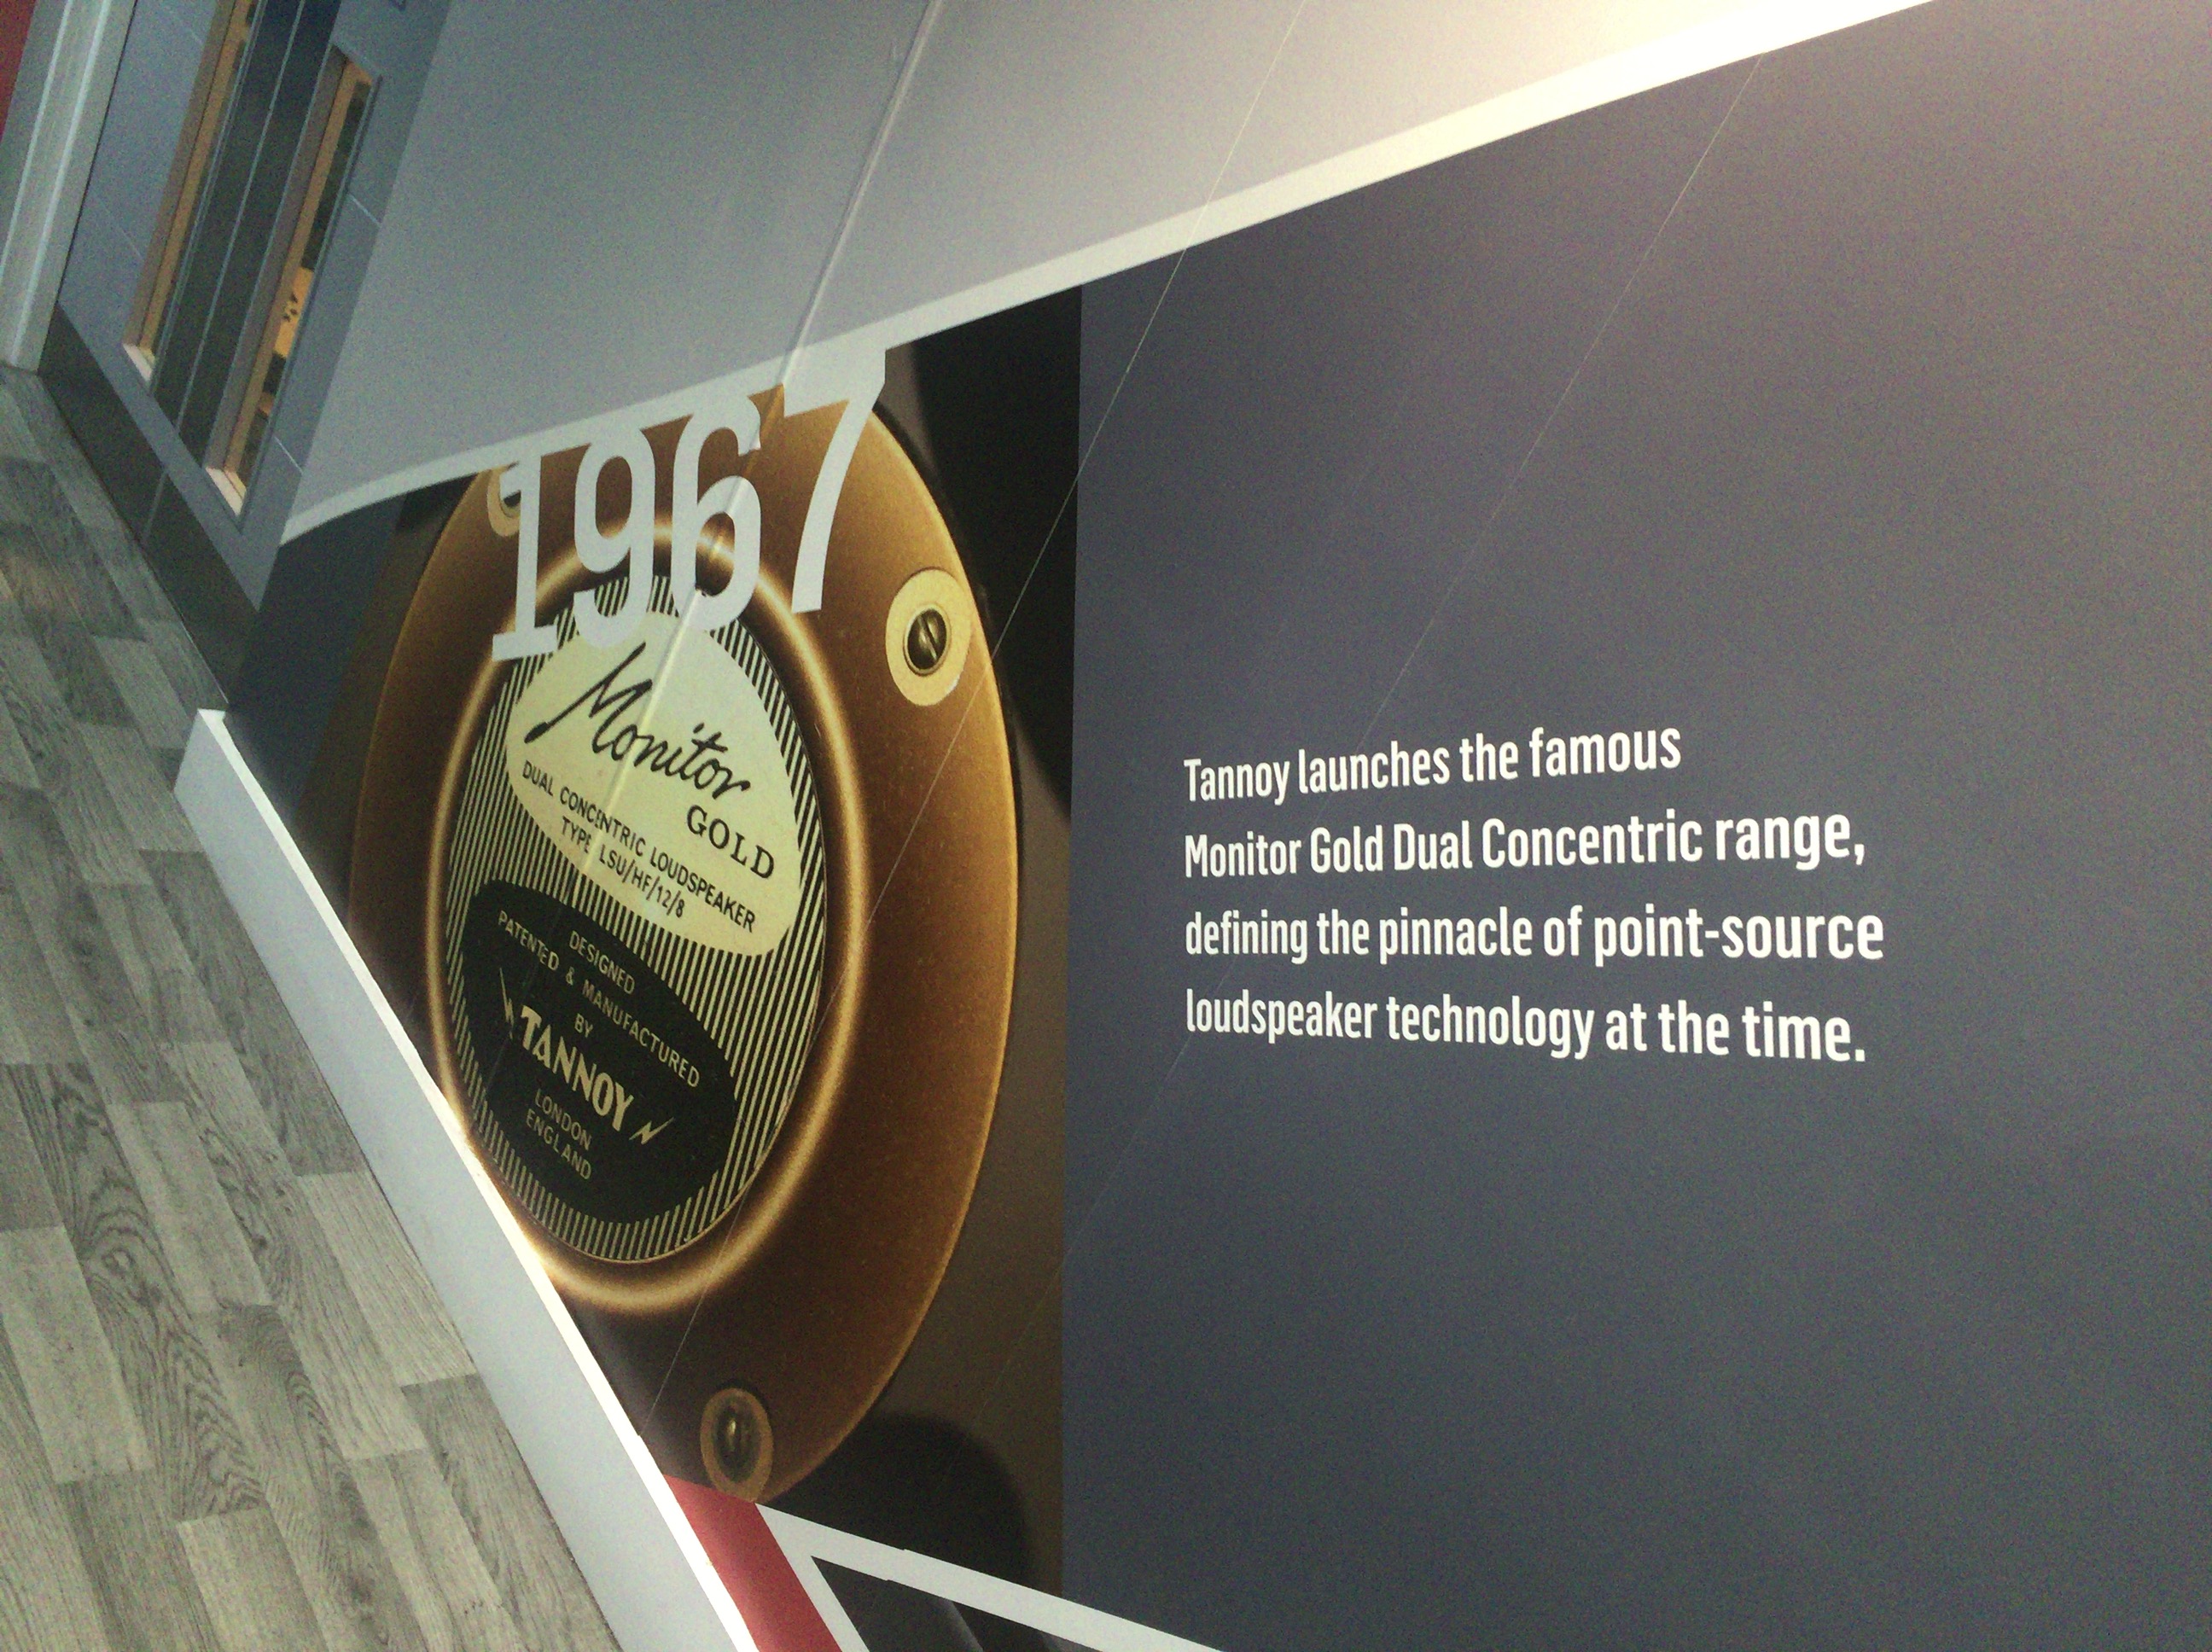 1967
Monitor
GOLD
DUAL CONCENTRIC LOUDSPEAKER
TYPE LSU/HF/12/8
DESIGNED
PATENTED & MANUFACTURED
BY
TANNOY
LONDON
ENGLAND
Tannoy launches the famous
Monitor Gold Dual Concentric range,
defining the pinnacle of point-source
loudspeaker technology at the time.